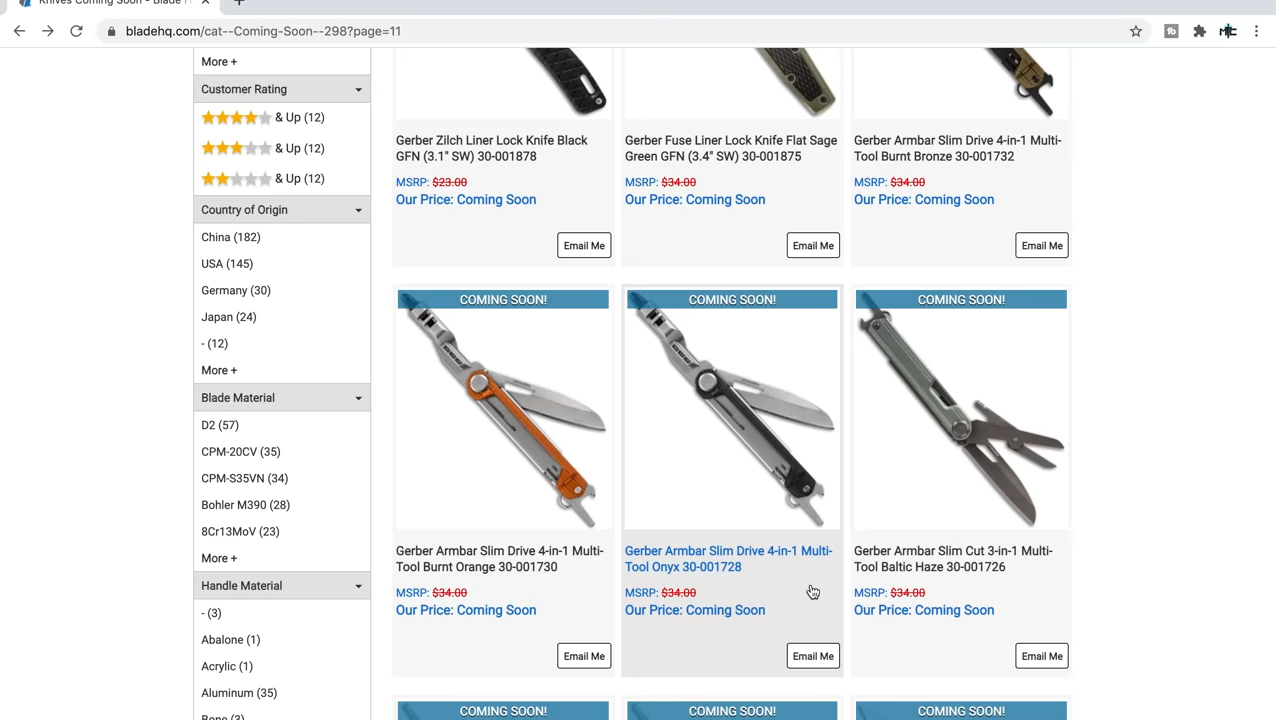 Knives Coming Soon - Blade H
bladehq.com/cat--Coming-Soon--298?page=11
More +
Customer Rating
& Up (12)
& Up (12)
& Up (12)
Country of Origin
China (182)
USA (145)
Germany (30)
Japan (24)
- (12)
More +
Blade Material
D2 (57)
CPM-20CV (35)
CPM-S35VN (34)
Bohler M390 (28)
8Cr13MoV (23)
More +
Handle Material
- (3)
Abalone (1)
Acrylic (1)
Aluminum (35)
Bone (3)
Gerber Zilch Liner Lock Knife Black
GFN (3.1" SW) 30-001878
MSRP: $23.00
Our Price: Coming Soon
Email Me
Gerber Fuse Liner Lock Knife Flat Sage
Green GFN (3.4" SW) 30-001875
MSRP: $34.00
Our Price: Coming Soon
Email Me
Gerber Armbar Slim Drive 4-in-1 Multi-
Tool Burnt Bronze 30-001732
MSRP: $34.00
Our Price: Coming Soon
Email Me
COMING SOON!
Gerber Armbar Slim Drive 4-in-1 Multi-
Tool Burnt Orange 30-001730
MSRP: $34.00
Our Price: Coming Soon
Email Me
COMING SOON!
Gerber Armbar Slim Drive 4-in-1 Multi-
Tool Onyx 30-001728
MSRP: $34.00
Our Price: Coming Soon
Email Me
COMING SOON!
Gerber Armbar Slim Cut 3-in-1 Multi-
Tool Baltic Haze 30-001726
MSRP: $34.00
Our Price: Coming Soon
Email Me
COMING SOON!
COMING SOON!
COMING SOON!